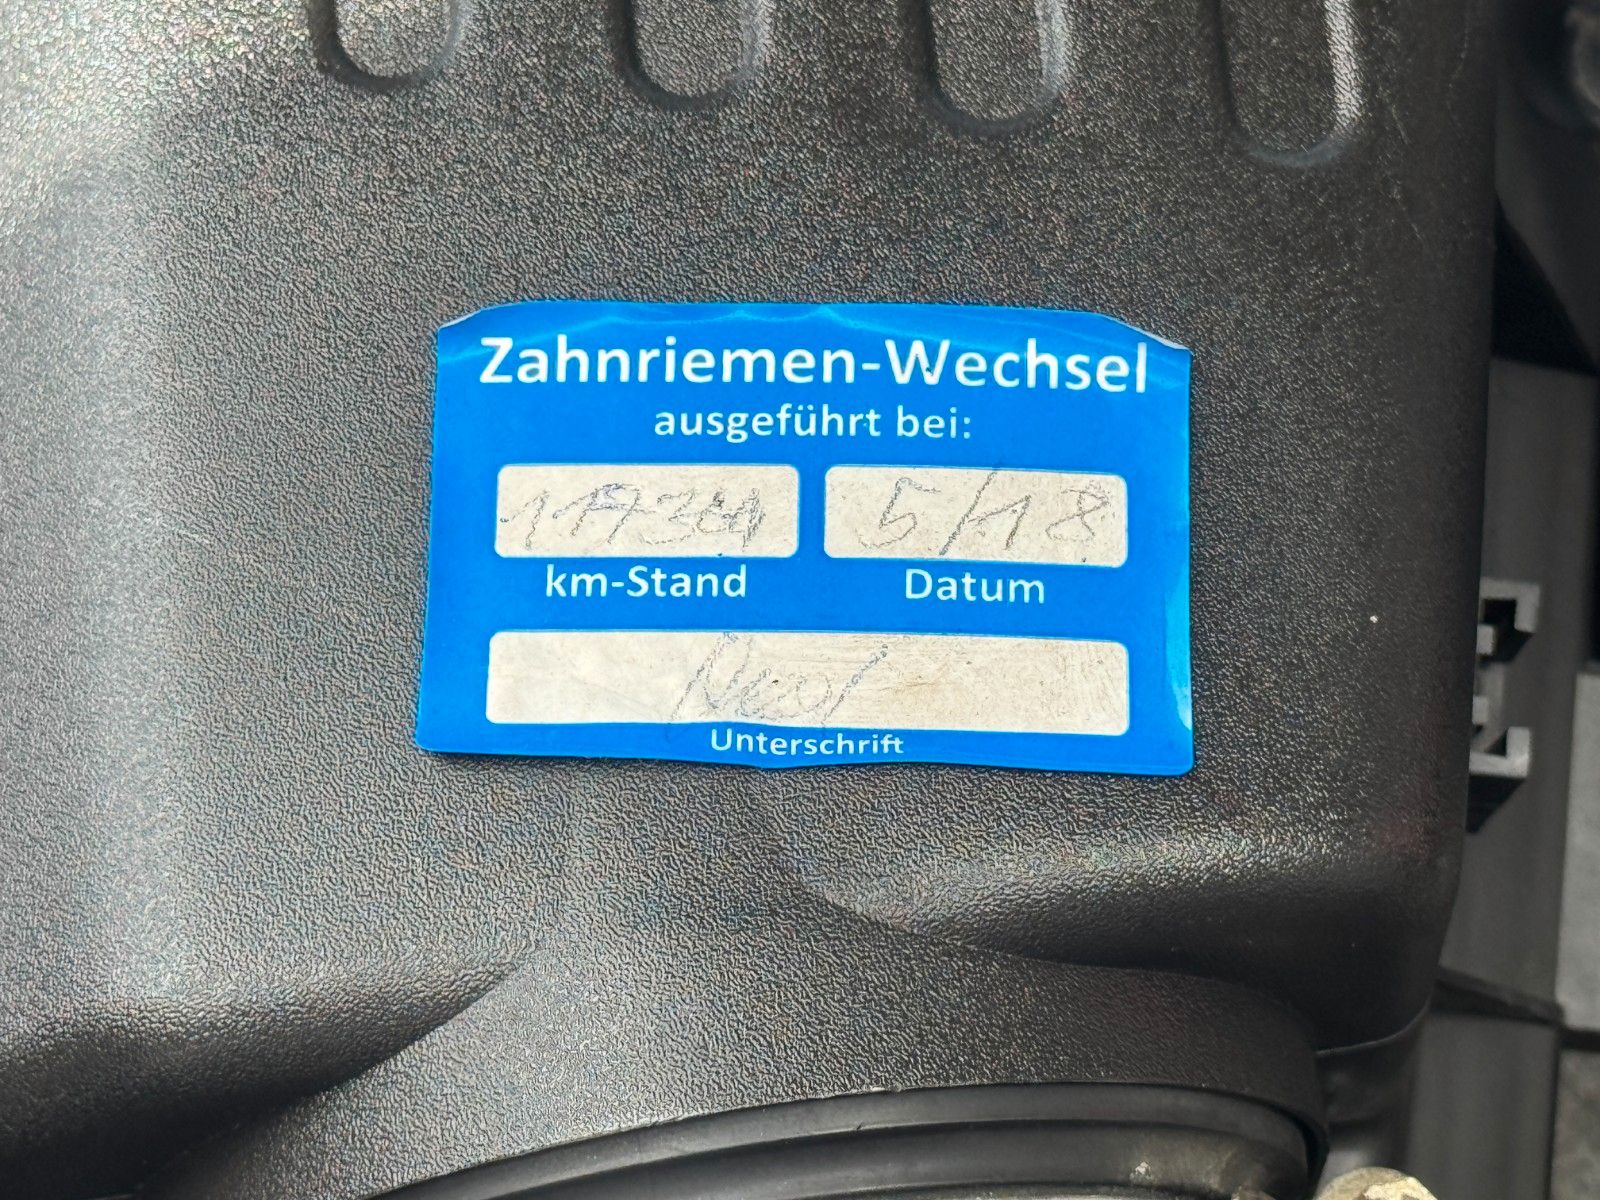 Zahnriemen-Wechsel
ausgeführt bei:
5/18
km-Stand Datum
Unterschrift